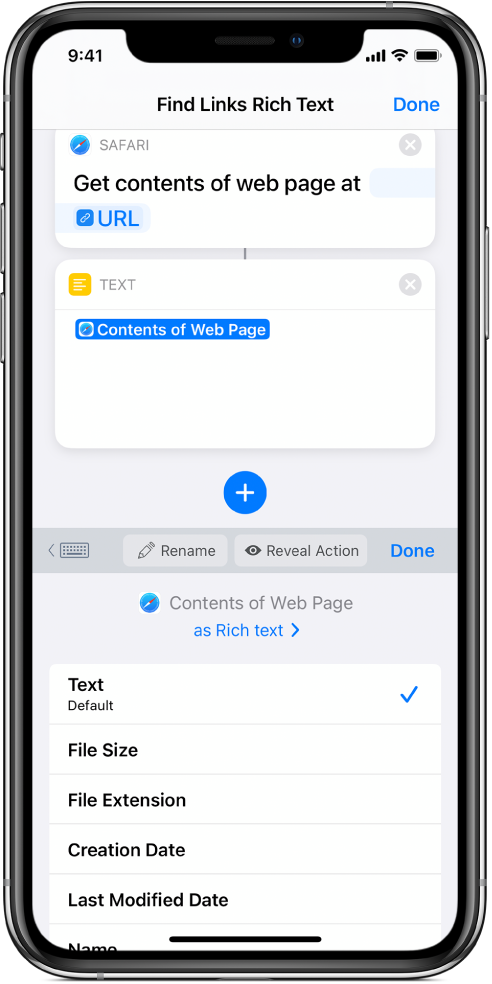 9:41
Find Links Rich Text
Done
SAFARI
Get contents of web page at
URL
TEXT
Contents of Web Page
Rename
Reveal Action
Done
Contents of Web Page
as Rich text
Text
Default
File Size
File Extension
Creation Date
Last Modified Date
Name